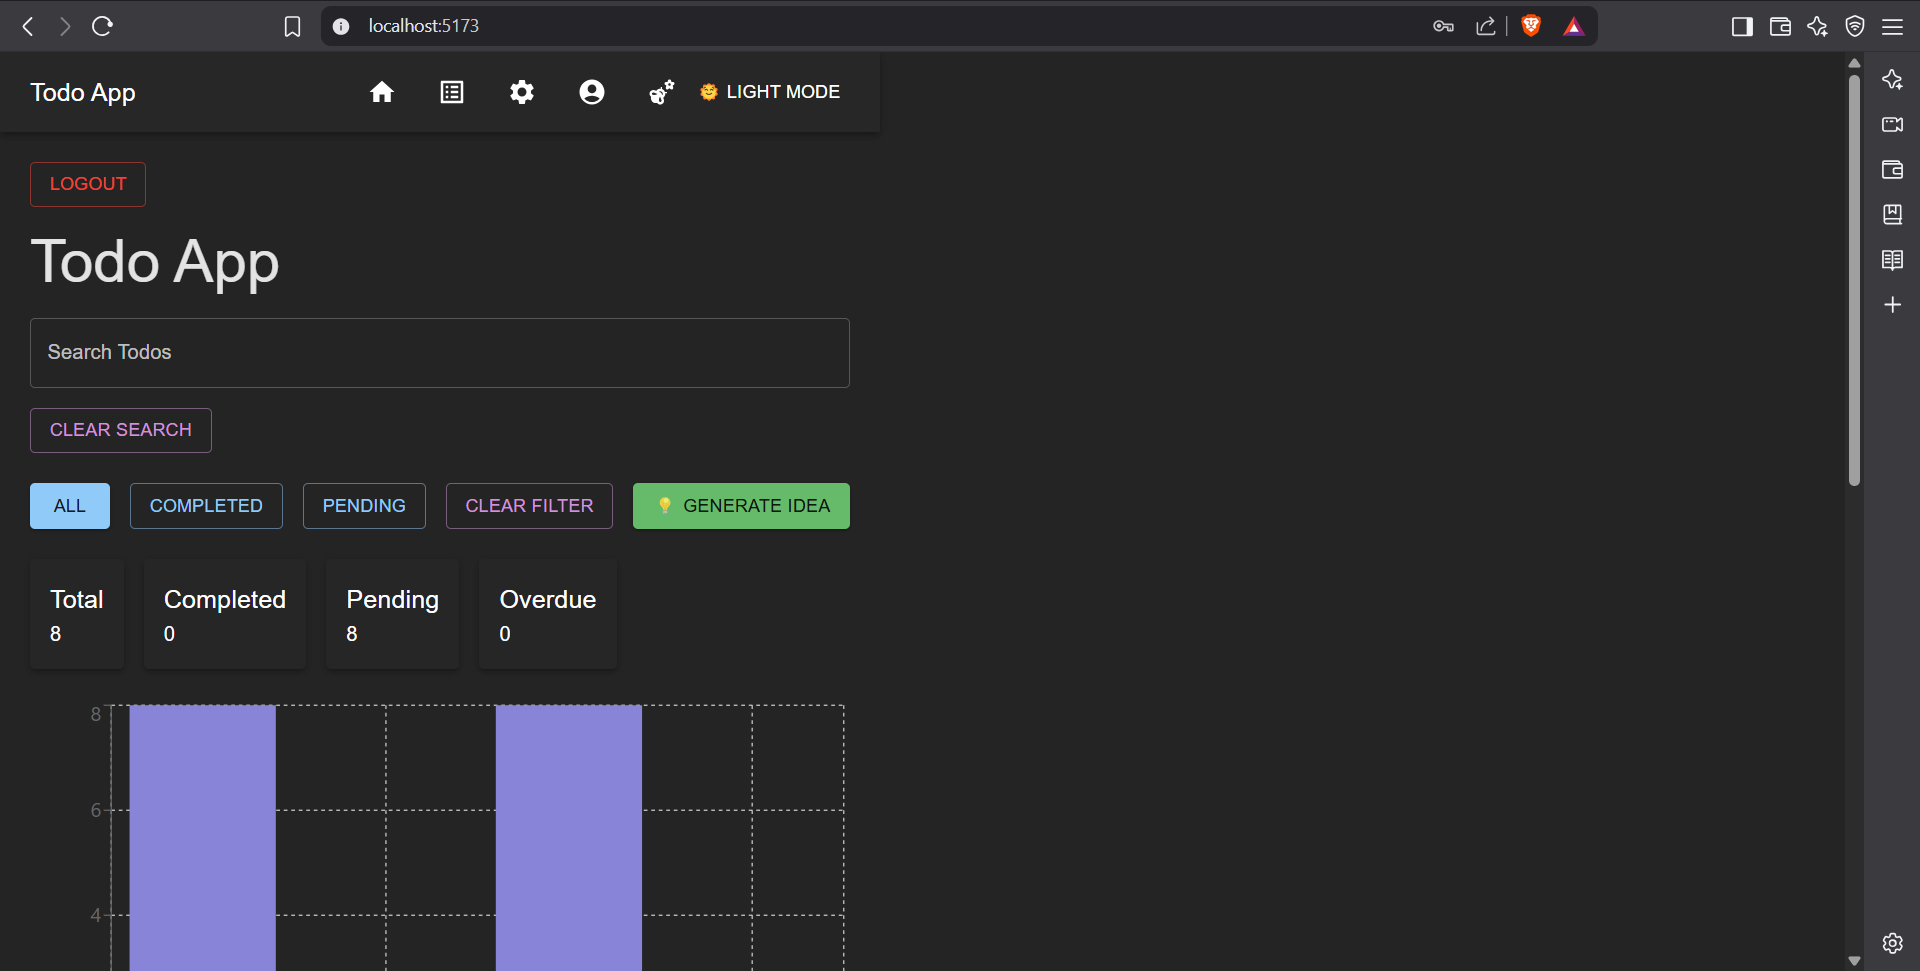 localhost:5173
Todo App
LIGHT MODE
LOGOUT
Todo App
Search Todos
CLEAR SEARCH
ALL
COMPLETED
PENDING
CLEAR FILTER
GENERATE IDEA
Total
8
Completed
0
Pending
8
Overdue
0
8
6
4